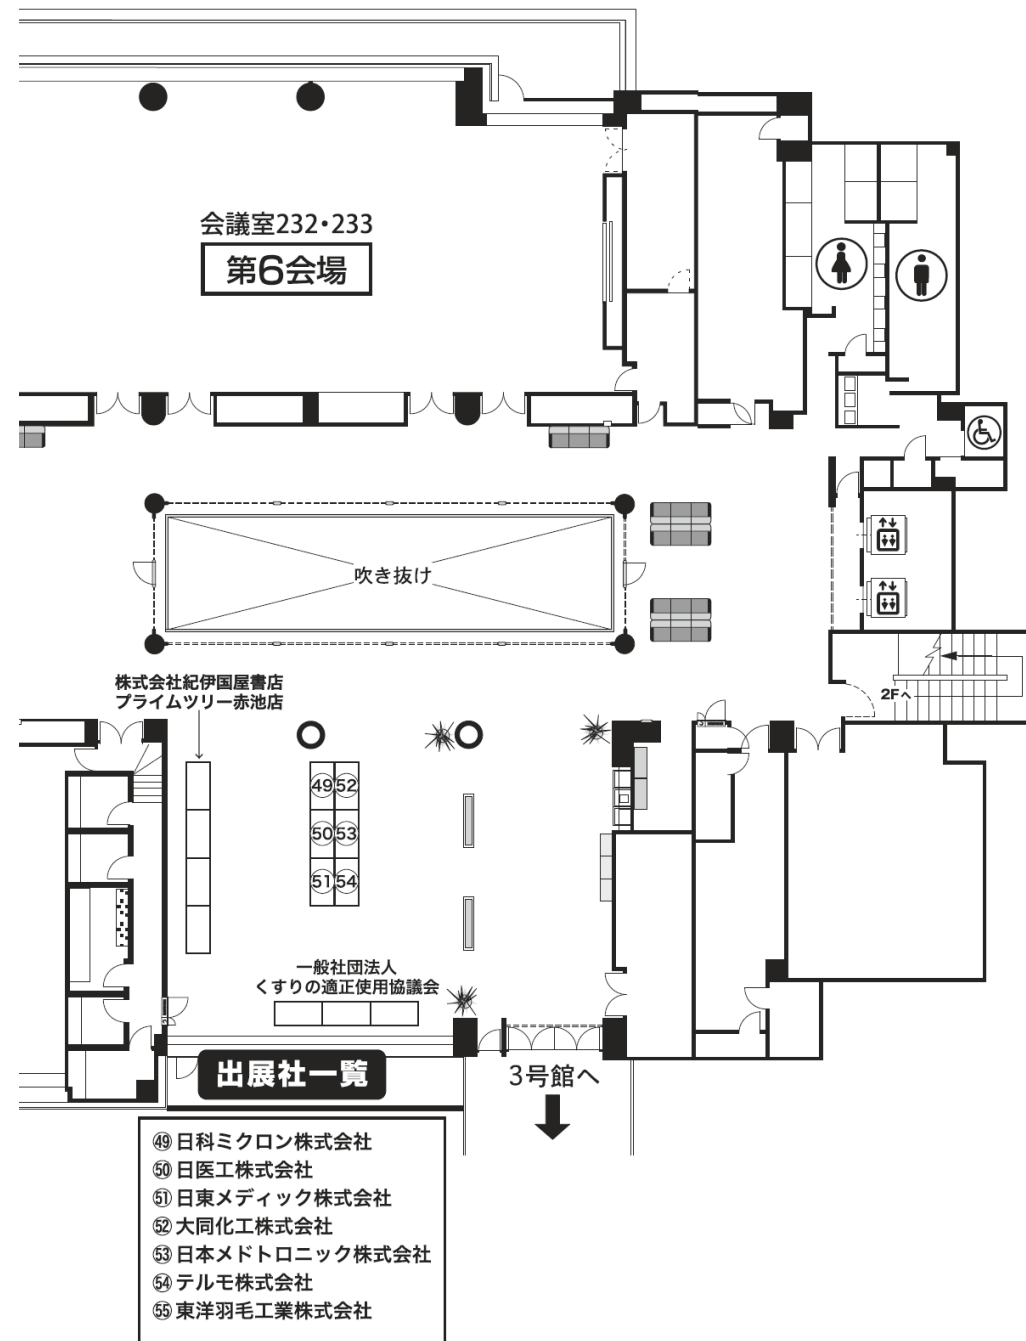 会議室232・233
第6会場
吹き抜け
2Fへ
株式会社紀伊国屋書店
プライムツリー赤池店
49 52
50 53
51 54
一般社団法人
くすりの適正使用協議会
3号館へ
出展社一覧
㊾日科ミクロン株式会社
㊿日医工株式会社
51日東メディック株式会社
52大同化工株式会社
53日本メドトロニック株式会社
54テルモ株式会社
55東洋羽毛工業株式会社